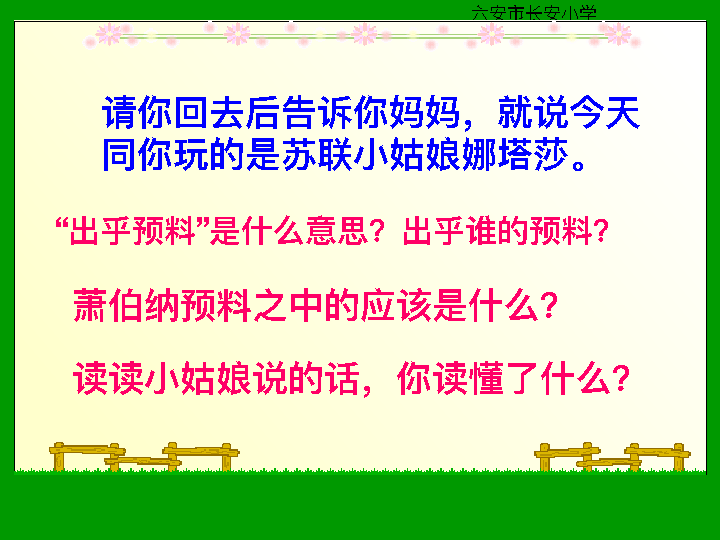 六安市长安小学
请你回去后告诉你妈妈，就说今天
同你玩的是苏联小姑娘娜塔莎。
“出乎预料”是什么意思？出乎谁的预料？
萧伯纳预料之中的应该是什么？
读读小姑娘说的话，你读懂了什么？